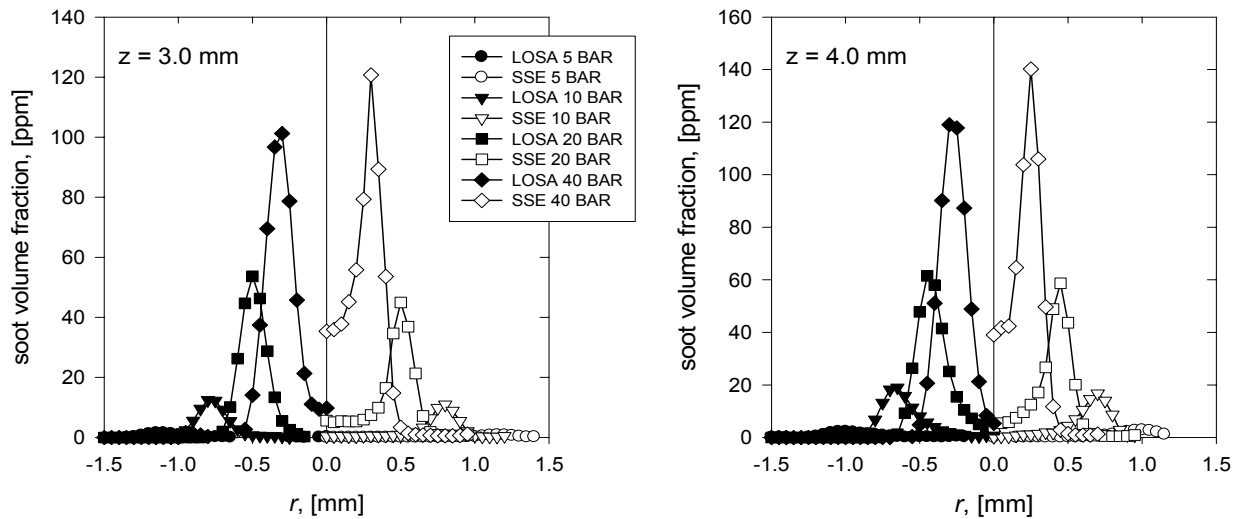 z = 3.0 mm
soot volume fraction, [ppm]
140
120
100
80
60
40
20
0
-1.5 -1.0 -0.5 0.0 0.5 1.0 1.5
r, [mm]
LOSA 5 BAR
SSE 5 BAR
LOSA 10 BAR
SSE 10 BAR
LOSA 20 BAR
SSE 20 BAR
LOSA 40 BAR
SSE 40 BAR
z = 4.0 mm
soot volume fraction, [ppm]
160
140
120
100
80
60
40
20
0
-1.5 -1.0 -0.5 0.0 0.5 1.0 1.5
r, [mm]